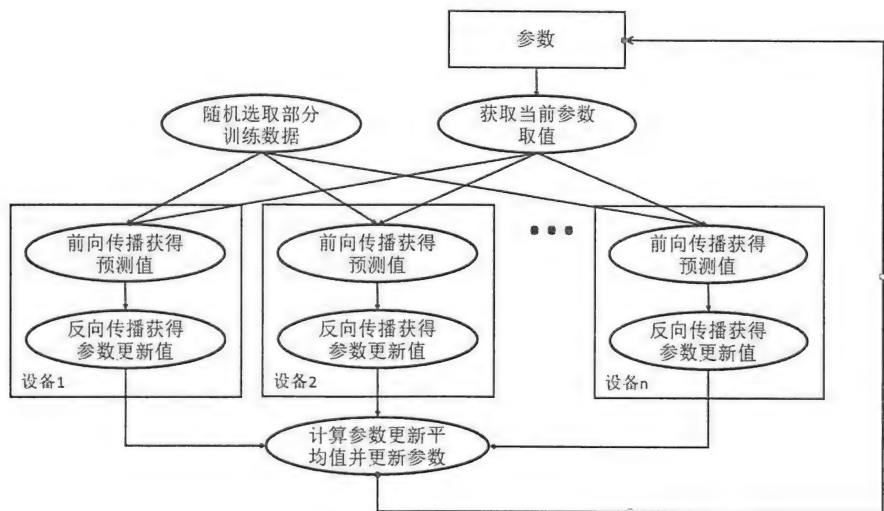 参数
随机选取部分
训练数据
获取当前参数
取值
前向传播获得
预测值
反向传播获得
参数更新值
设备1
前向传播获得
预测值
反向传播获得
参数更新值
设备2
前向传播获得
预测值
反向传播获得
参数更新值
设备n
计算参数更新平
均值并更新参数